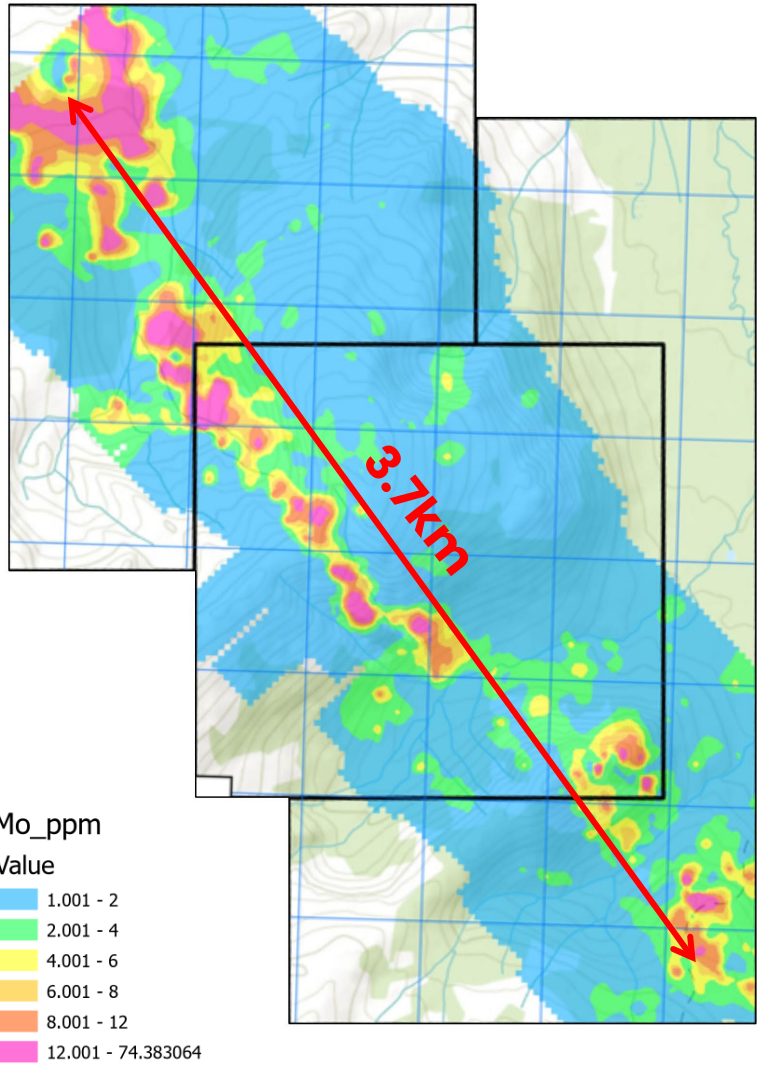 3.7km
Mo_ppm
Value
1.001 - 2
2.001 - 4
4.001 - 6
6.001 - 8
8.001 - 12
12.001 - 74.383064